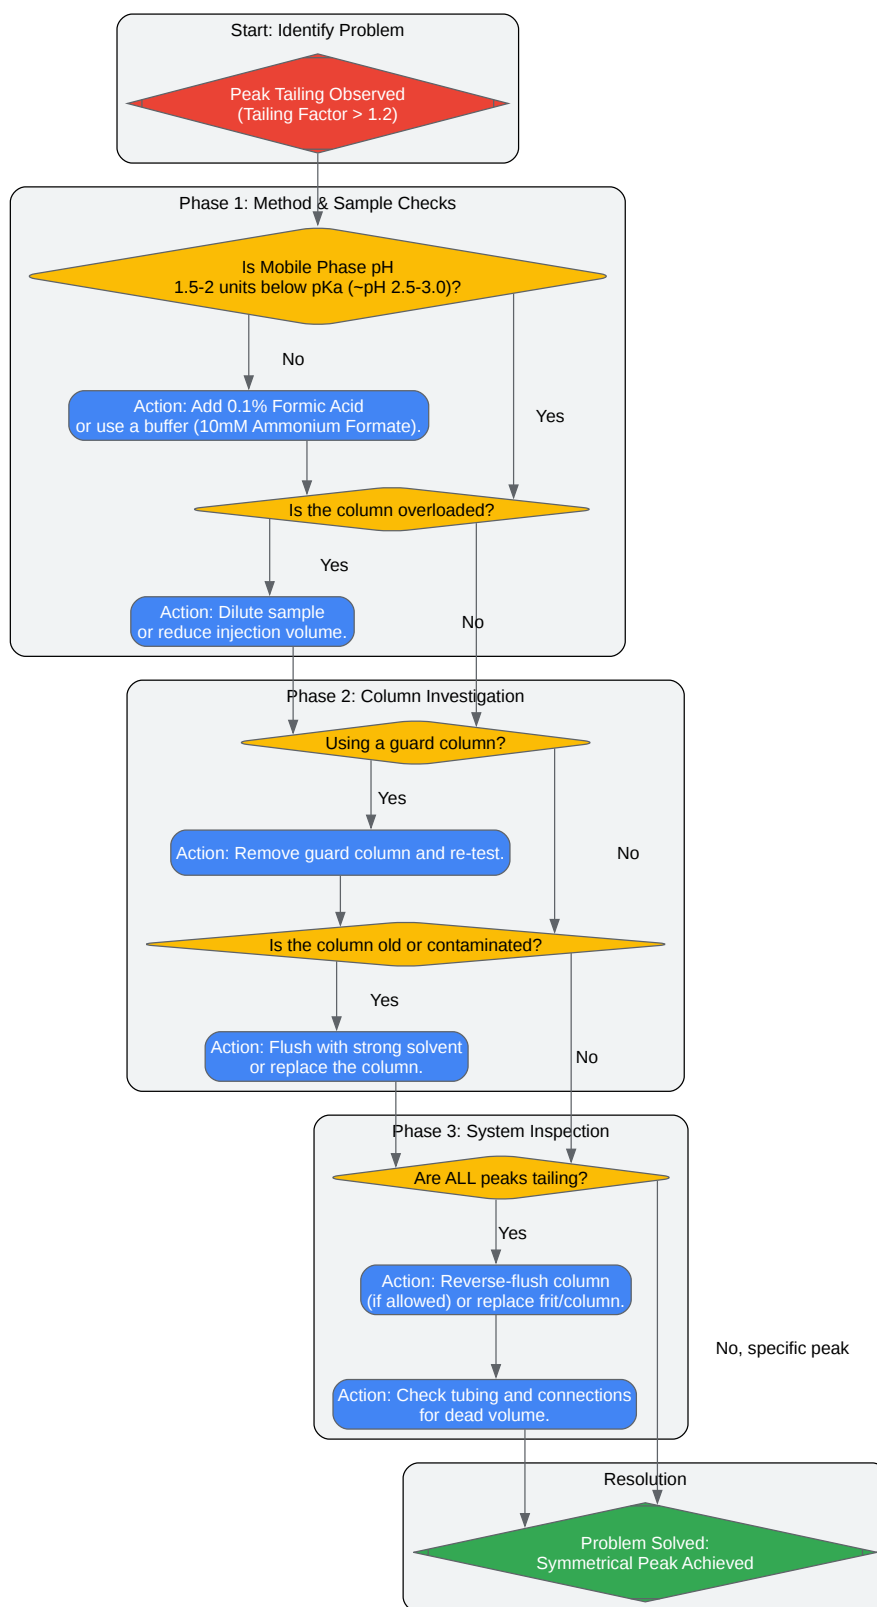 Start: Identify Problem
Peak Tailing Observed
(Tailing Factor > 1.2)
Phase 1: Method & Sample Checks
Is Mobile Phase pH
1.5-2 units below pKa (~pH 2.5-3.0)?
No
Action: Add 0.1% Formic Acid
or use a buffer (10mM Ammonium Formate).
Yes
Is the column overloaded?
Yes
Action: Dilute sample
or reduce injection volume.
No
Phase 2: Column Investigation
Using a guard column?
Yes
Action: Remove guard column and re-test.
No
Is the column old or contaminated?
Yes
Action: Flush with strong solvent
or replace the column.
No
Phase 3: System Inspection
Are ALL peaks tailing?
Yes
Action: Reverse-flush column
(if allowed) or replace frit/column.
No, specific peak
Action: Check tubing and connections
for dead volume.
Resolution
Problem Solved:
Symmetrical Peak Achieved